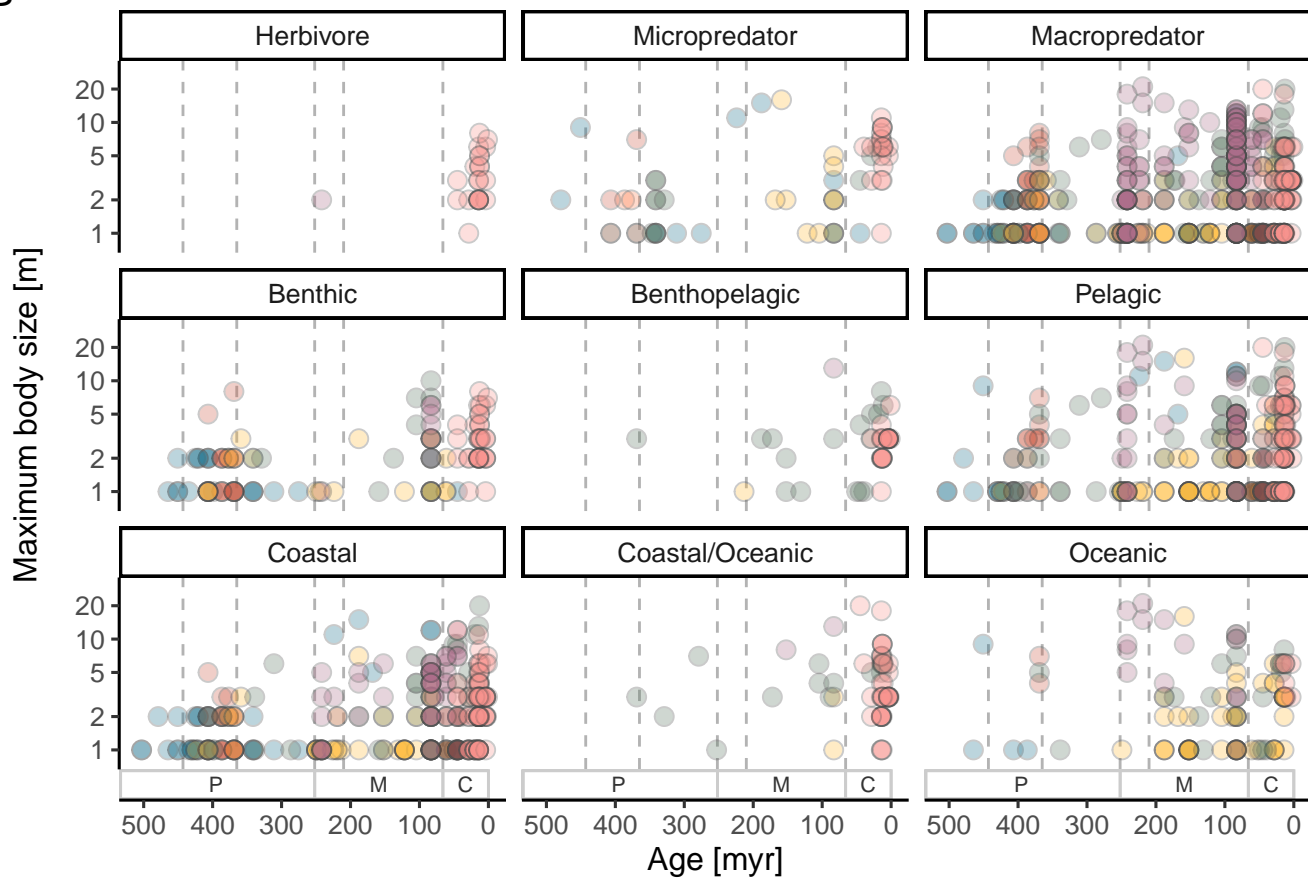 Herbivore Micropredator Macropredator
20
10
5
2
1
Benthic Benthopelagic Pelagic
Maximum body size [m]
20
10
5
2
1
Coastal Coastal/Oceanic Oceanic
20
10
5
2
1
P M C P M C P M C
500 400 300 200 100 0 500 400 300 200 100 0 500 400 300 200 100 0
Age [myr]